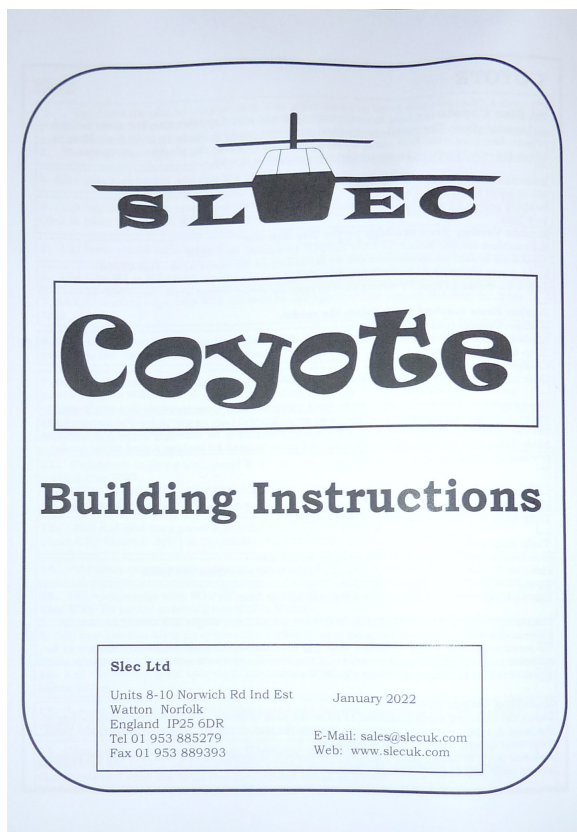 SLEC
Coyote
Building Instructions
Slec Ltd
Units 8-10 Norwich Rd Ind Est
Watton Norfolk
England IP25 6DR
Tel 01 953 885279
Fax 01 953 889393
January 2022
E-Mail: sales@slecuk.com
Web: www.slecuk.com